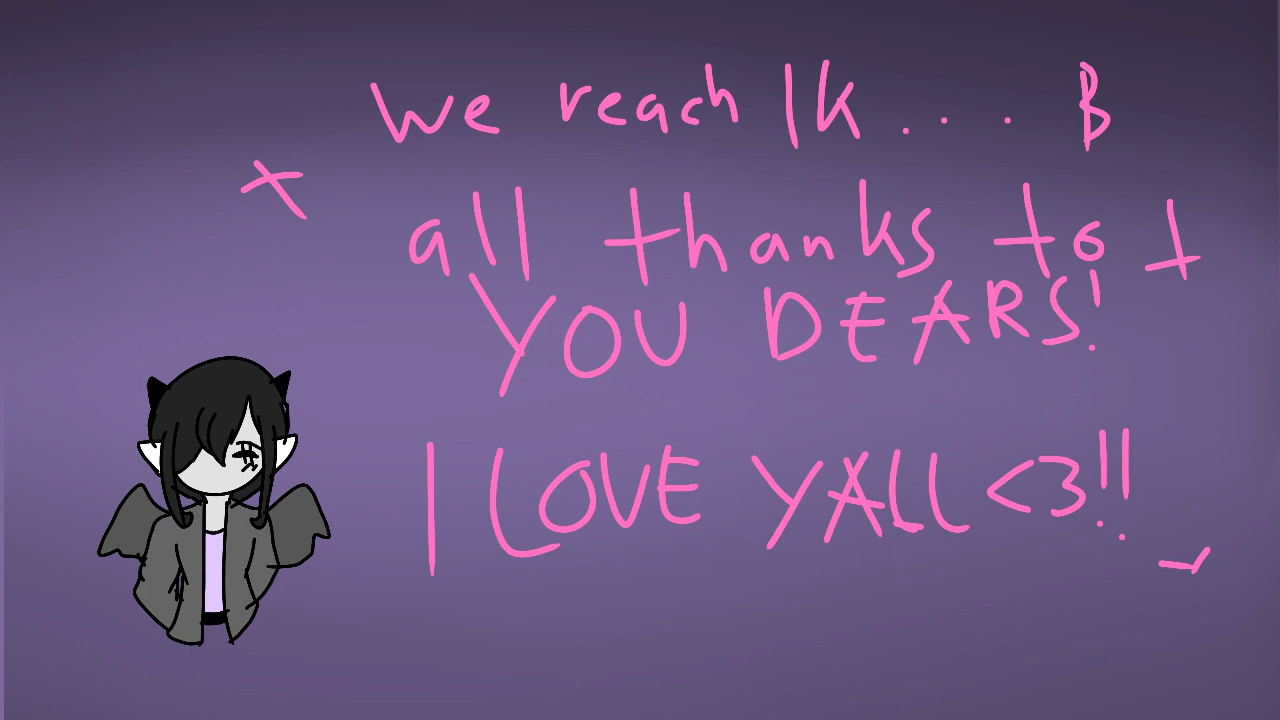 we reach 1K . . . B
all thanks to
YOU DEARS!
I LOVE YALL <3!!